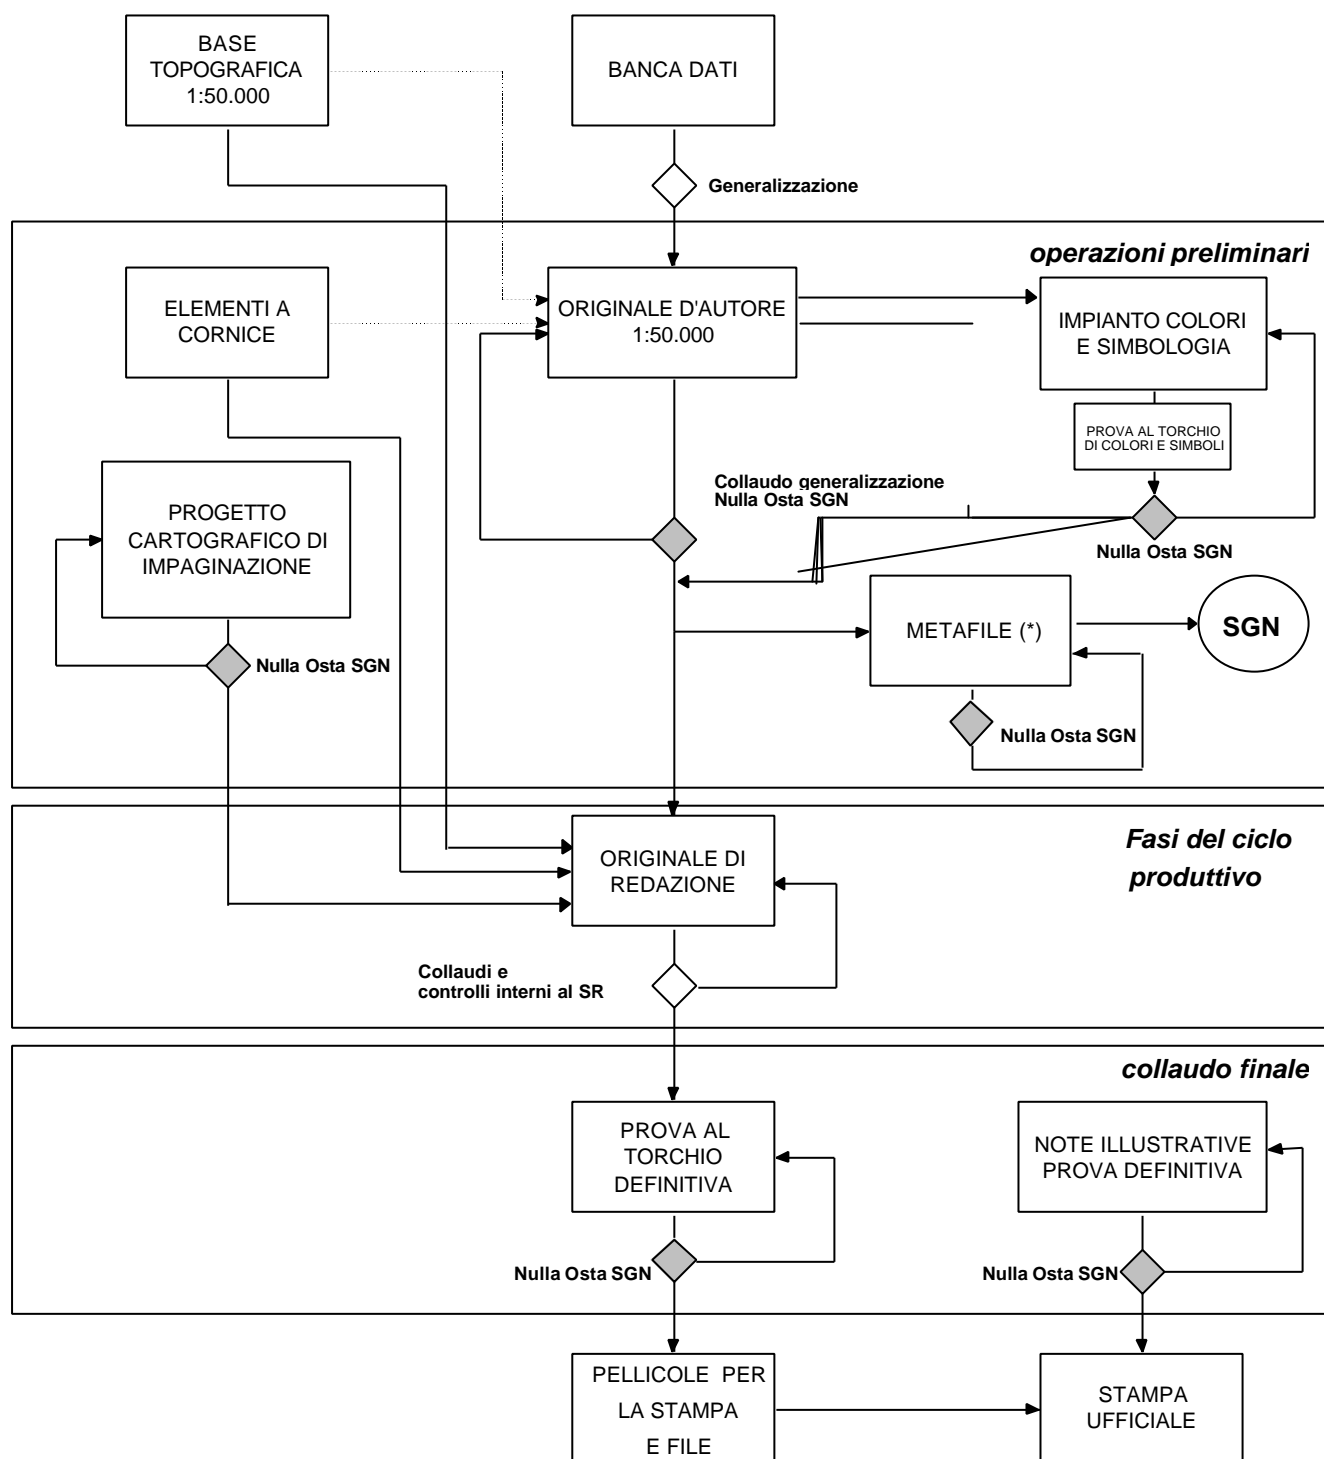 BASE
TOPOGRAFICA
1:50.000
BANCA DATI
Generalizzazione
operazioni preliminari
ELEMENTI A
CORNICE
ORIGINALE D'AUTORE
1:50.000
IMPIANTO COLORI
E SIMBOLOGIA
PROVA AL TORCHIO
DI COLORI E SIMBOLI
Collaudo generalizzazione
Nulla Osta SGN
PROGETTO
CARTOGRAFICO DI
IMPAGINAZIONE
Nulla Osta SGN
METAFILE (*)
SGN
Nulla Osta SGN
Nulla Osta SGN
Fasi del ciclo
produttivo
ORIGINALE DI
REDAZIONE
Collaudi e
controlli interni al SR
collaudo finale
PROVA AL
TORCHIO
DEFINITIVA
NOTE ILLUSTRATIVE
PROVA DEFINITIVA
Nulla Osta SGN
Nulla Osta SGN
PELLICOLE PER
LA STAMPA
E FILE
STAMPA
UFFICIALE